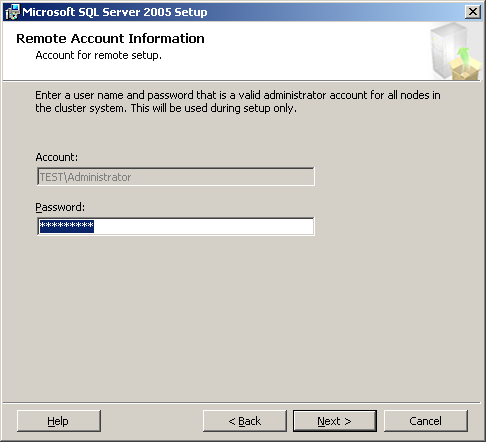 Microsoft SQL Server 2005 Setup
Remote Account Information
Account for remote setup.
Enter a user name and password that is a valid administrator account for all nodes in
the cluster system. This will be used during setup only.
Account:
TEST\Administrator
Password:
*********
Help
< Back
Next >
Cancel